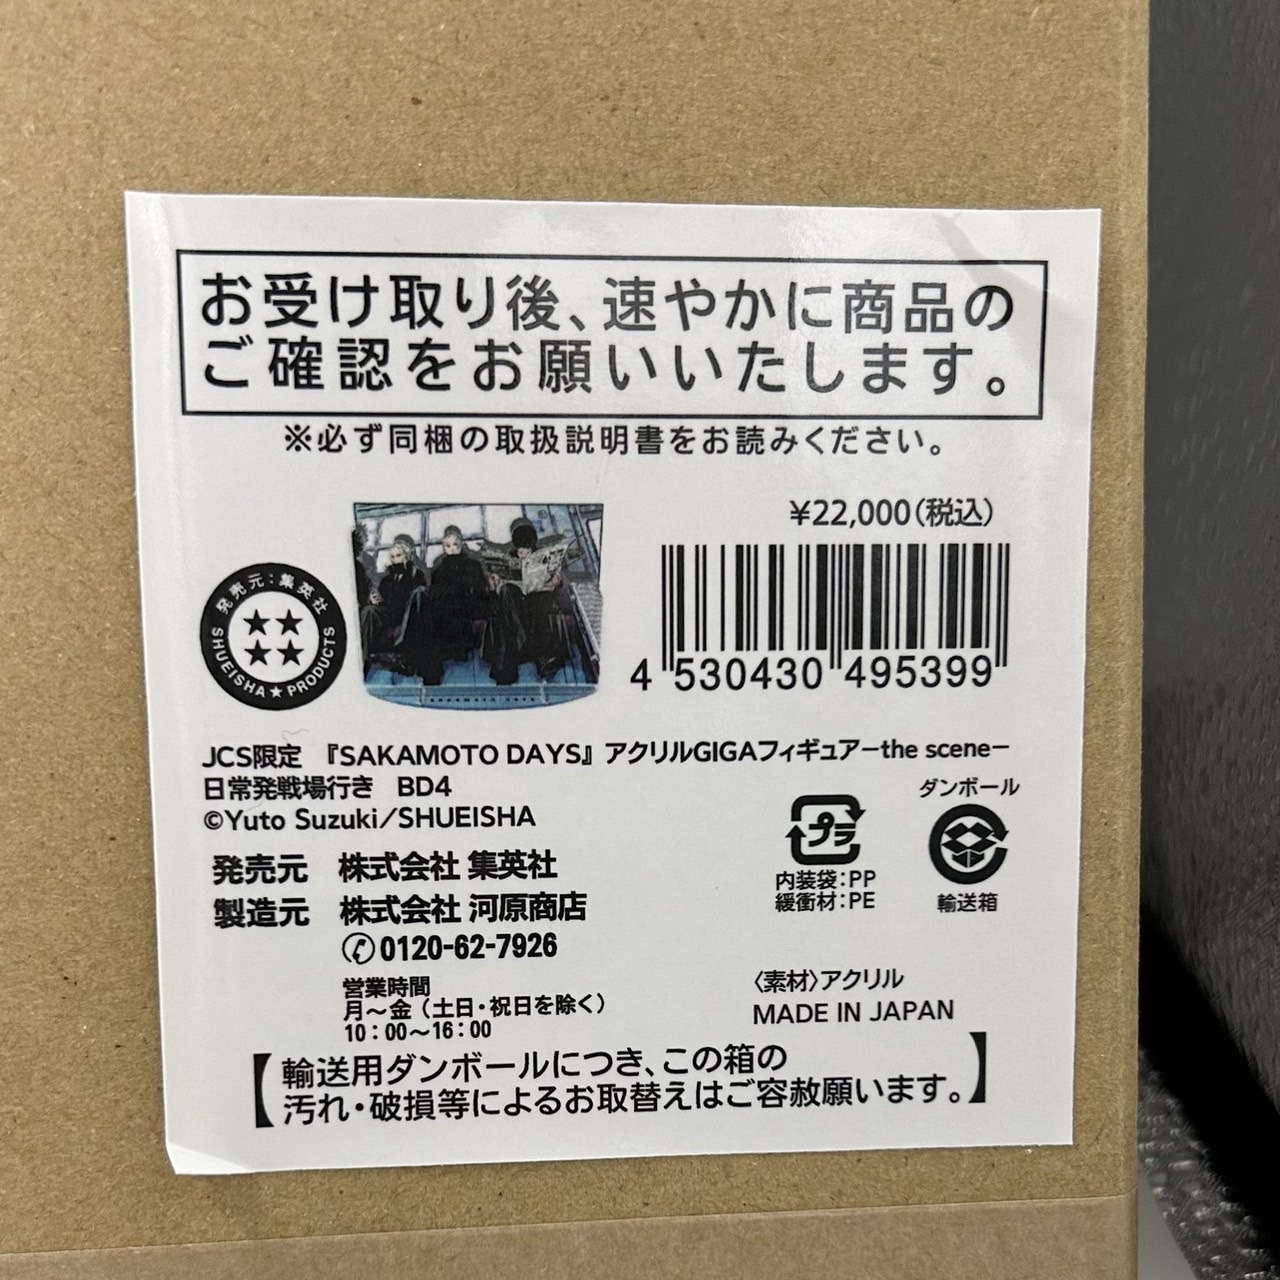 お受け取り後、速やかに商品の
ご確認をお願いいたします。
※必ず同梱の取扱説明書をお読みください。
¥22,000(税込)
発売元:集英社
SHUEISHA★PRODUCTS
4 530430 495399
JCS限定 『SAKAMOTO DAYS』アクリルGIGAフィギュアーthe sceneー
日常発戦場行き BD4
©Yuto Suzuki/SHUEISHA
ダンボール
プラ
内装袋:PP
緩衝材:PE
輸送箱
発売元 株式会社 集英社
製造元 株式会社 河原商店
0120-62-7926
営業時間
月〜金(土日・祝日を除く)
10:00〜16:00
〈素材〉アクリル
MADE IN JAPAN
【輸送用ダンボールにつき、この箱の
汚れ・破損等によるお取替えはご容赦願います。】